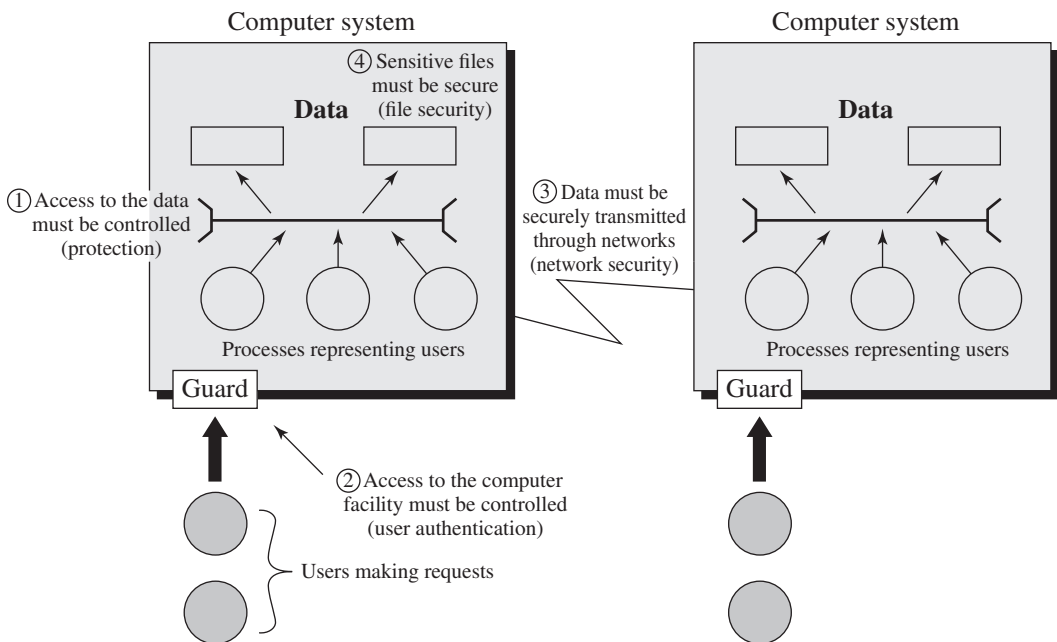 Computer system
④ Sensitive files
must be secure
(file security)
Data
① Access to the data
must be controlled
(protection)
Processes representing users
Guard
② Access to the computer
facility must be controlled
(user authentication)
Users making requests
③ Data must be
securely transmitted
through networks
(network security)
Computer system
Data
Processes representing users
Guard